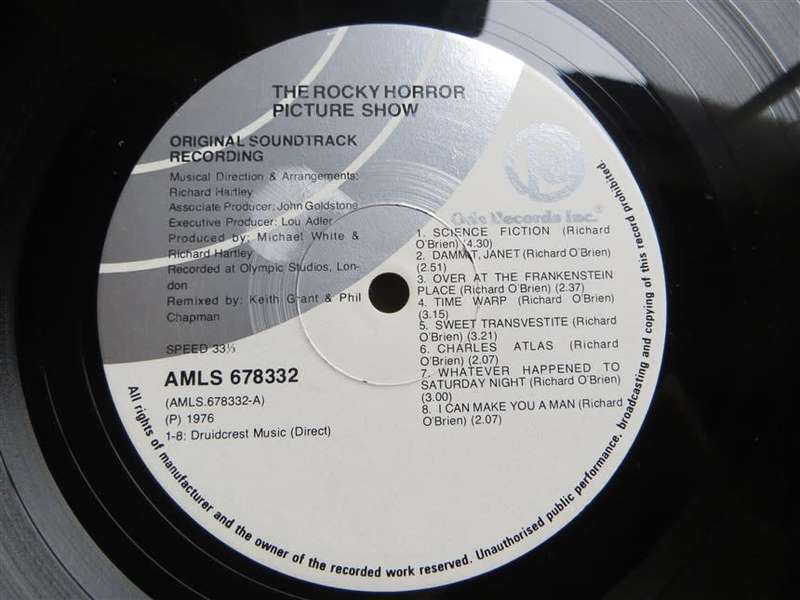 THE ROCKY HORROR
PICTURE SHOW
ORIGINAL SOUNDTRACK
RECORDING
Musical Direction & Arrangements:
Richard Hartley
Associate Producer: John Goldstone
Executive Producer: Lou Adler
Produced by: Michael White &
Richard Hartley
Recorded at Olympic Studios, Lon-
don
Remixed by: Keith Grant & Phil
Chapman
SPEED 33⅓
AMLS 678332
(AMLS.678332-A)
(P) 1976
1-8: Druidcrest Music (Direct)
Ode Records Inc.®
1. SCIENCE FICTION (Richard
O'Brien) (4.30)
2. DAMMIT, JANET (Richard O'Brien)
(2.51)
3. OVER AT THE FRANKENSTEIN
PLACE (Richard O'Brien) (2.37)
4. TIME WARP (Richard O'Brien)
(3.15)
5. SWEET TRANSVESTITE (Richard
O'Brien) (3.21)
6. CHARLES ATLAS (Richard
O'Brien) (2.07)
7. WHATEVER HAPPENED TO
SATURDAY NIGHT (Richard O'Brien)
(3.00)
8. I CAN MAKE YOU A MAN (Richard
O'Brien) (2.07)
All rights of manufacturer and the owner of the recorded work reserved. Unauthorised public performance, broadcasting and copying of this record prohibited.